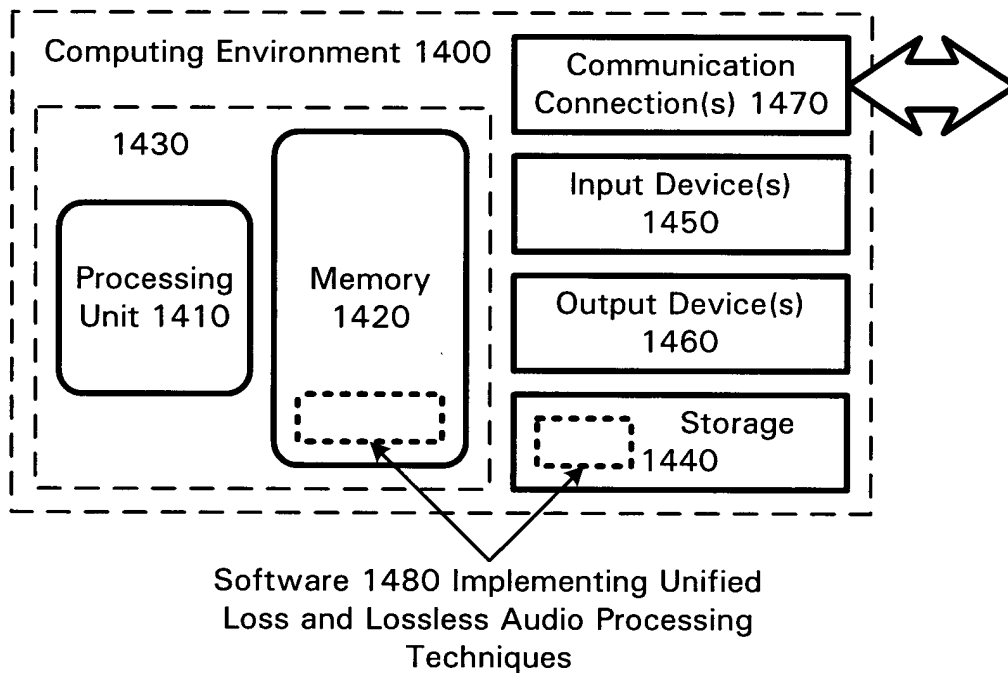 Computing Environment 1400
Communication
Connection(s) 1470
1430
Processing
Unit 1410
Memory
1420
Input Device(s)
1450
Output Device(s)
1460
Storage
1440
Software 1480 Implementing Unified
Loss and Lossless Audio Processing
Techniques